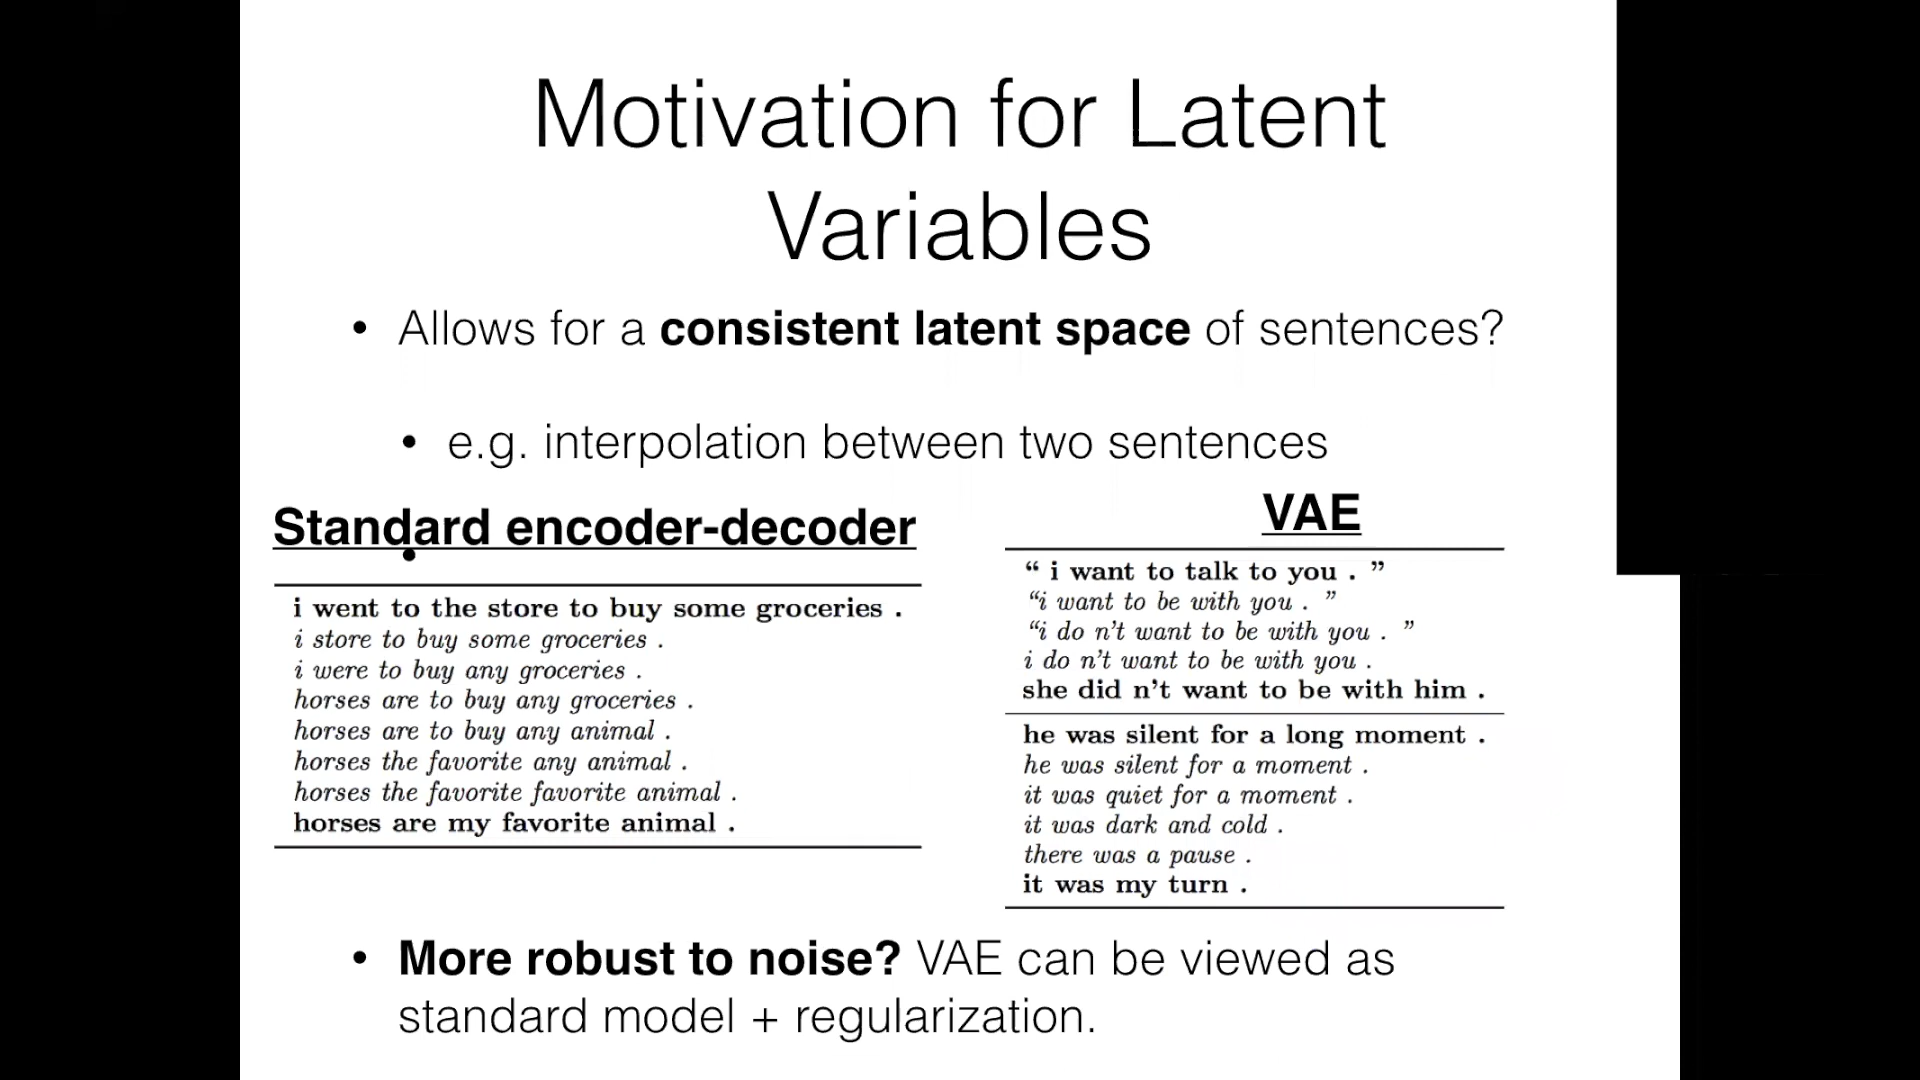 Motivation for Latent
Variables
• Allows for a consistent latent space of sentences?
• e.g. interpolation between two sentences
•
Standard encoder-decoder
i went to the store to buy some groceries .
i store to buy some groceries .
i were to buy any groceries .
horses are to buy any groceries .
horses are to buy any animal .
horses the favorite any animal .
horses the favorite favorite animal .
horses are my favorite animal .
VAE
“ i want to talk to you . ”
“i want to be with you . ”
“i do n’t want to be with you . ”
i do n’t want to be with you .
she did n’t want to be with him .
he was silent for a long moment .
he was silent for a moment .
it was quiet for a moment .
it was dark and cold .
there was a pause .
it was my turn .
• More robust to noise? VAE can be viewed as
standard model + regularization.